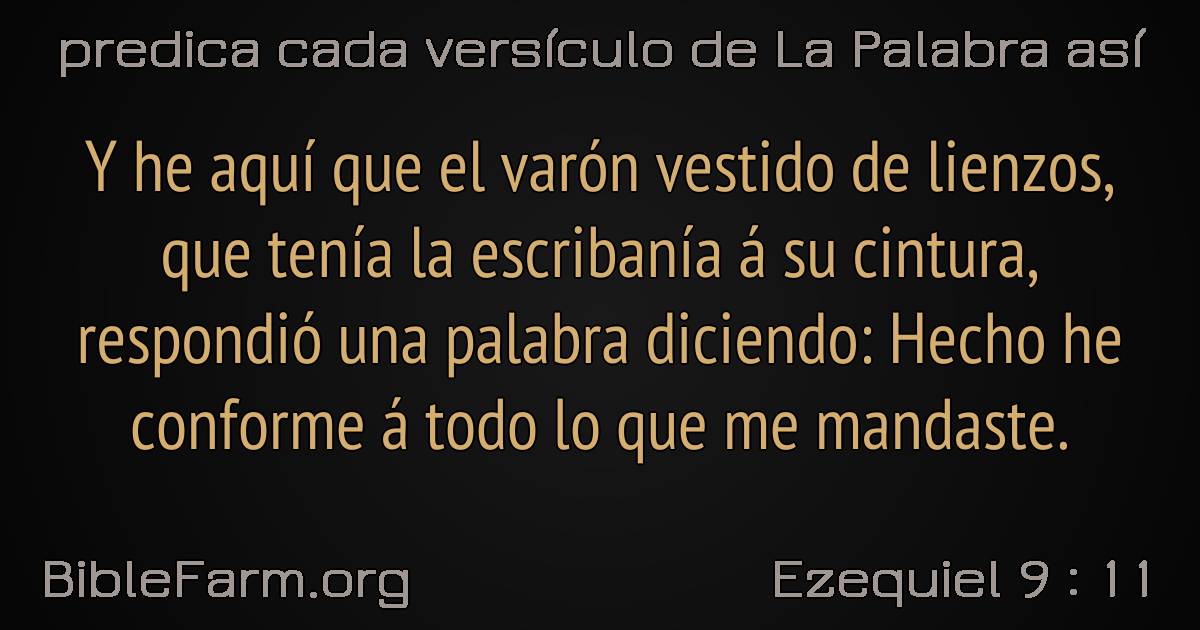 predica cada versículo de La Palabra así
Y he aquí que el varón vestido de lienzos,
que tenía la escribanía á su cintura,
respondió una palabra diciendo: Hecho he
conforme á todo lo que me mandaste.
BibleFarm.org
Ezequiel 9 : 11